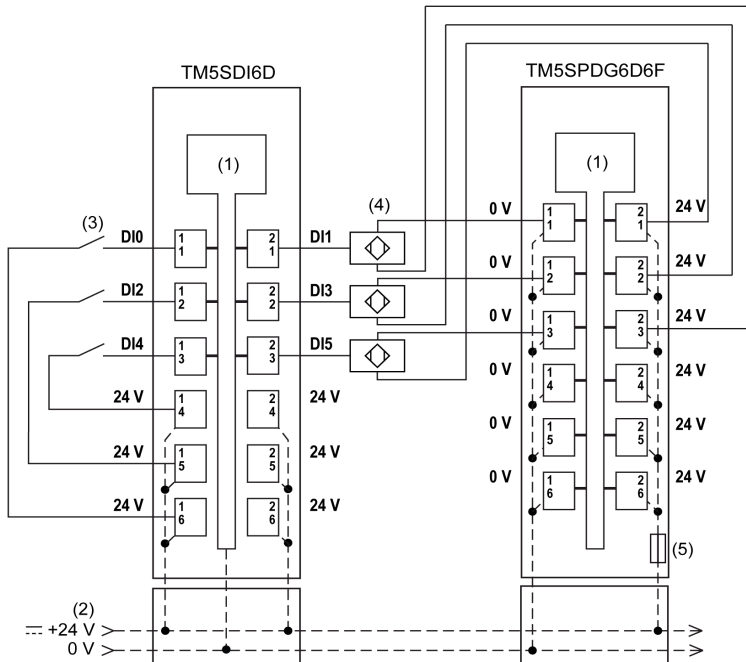 TM5SDI6D
TM5SPDG6D6F
(1)
(1)
(3)
(4)
0 V
1 1
2 1
24 V
DI0
1 1
2 1
DI1
0 V
1 2
2 2
24 V
DI2
1 2
2 2
DI3
0 V
1 3
2 3
24 V
DI4
1 3
2 3
DI5
0 V
1 4
2 4
24 V
24 V
1 4
2 4
24 V
0 V
1 5
2 5
24 V
24 V
1 5
2 5
24 V
0 V
1 6
2 6
24 V
24 V
1 6
2 6
24 V
(5)
(2)
+24 V
0 V